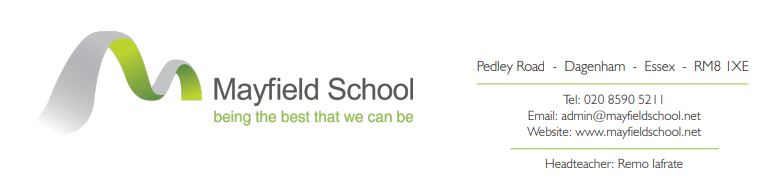 Mayfield School
being the best that we can be
Pedley Road - Dagenham - Essex - RM8 1XE
Tel: 020 8590 5211
Email: admin@mayfieldschool.net
Website: www.mayfieldschool.net
Headteacher: Remo Iafrate